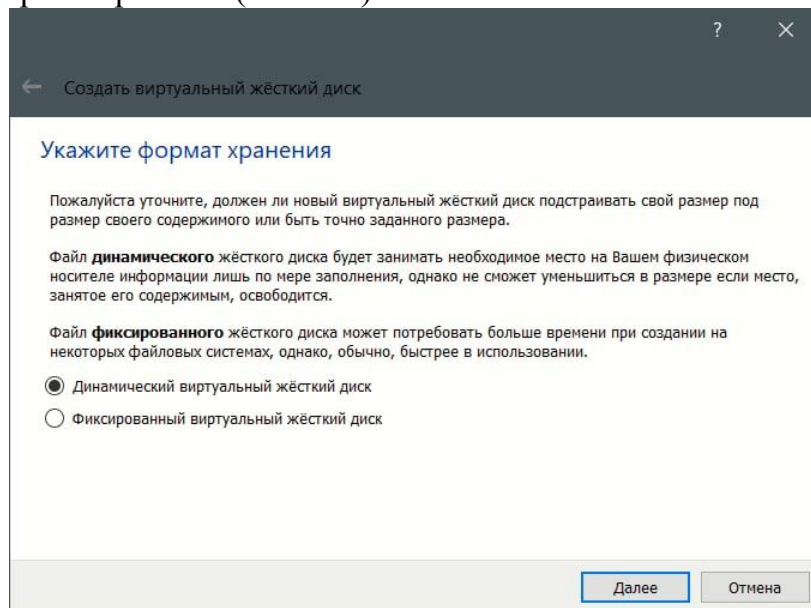 ?
Создать виртуальный жёсткий диск
Укажите формат хранения
Пожалуйста уточните, должен ли новый виртуальный жёсткий диск подстраивать свой размер под
размер своего содержимого или быть точно заданного размера.
Файл динамического жёсткого диска будет занимать необходимое место на Вашем физическом
носителе информации лишь по мере заполнения, однако не сможет уменьшиться в размере если место,
занятое его содержимым, освободится.
Файл фиксированного жёсткого диска может потребовать больше времени при создании на
некоторых файловых системах, однако, обычно, быстрее в использовании.
Динамический виртуальный жёсткий диск
Фиксированный виртуальный жёсткий диск
Далее Отмена